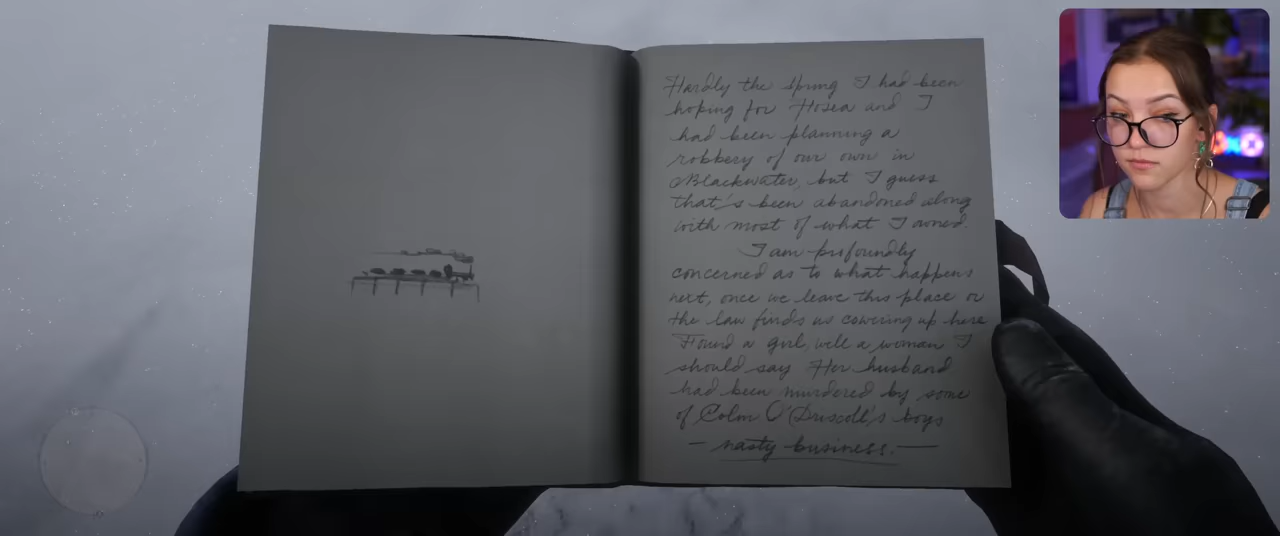 Hardly the Spring I had been
hoping for Hosea and I
had been planning a
robbery of our own in
Blackwater, but I guess
that's been abandoned along
with most of what I owned.
I am profoundly
concerned as to what happens
next, once we leave this place or
the law finds us cowering up here
Found a girl, well a woman I
should say Her husband
had been murdered by some
of Colm O'Driscoll's boys
— nasty business. —